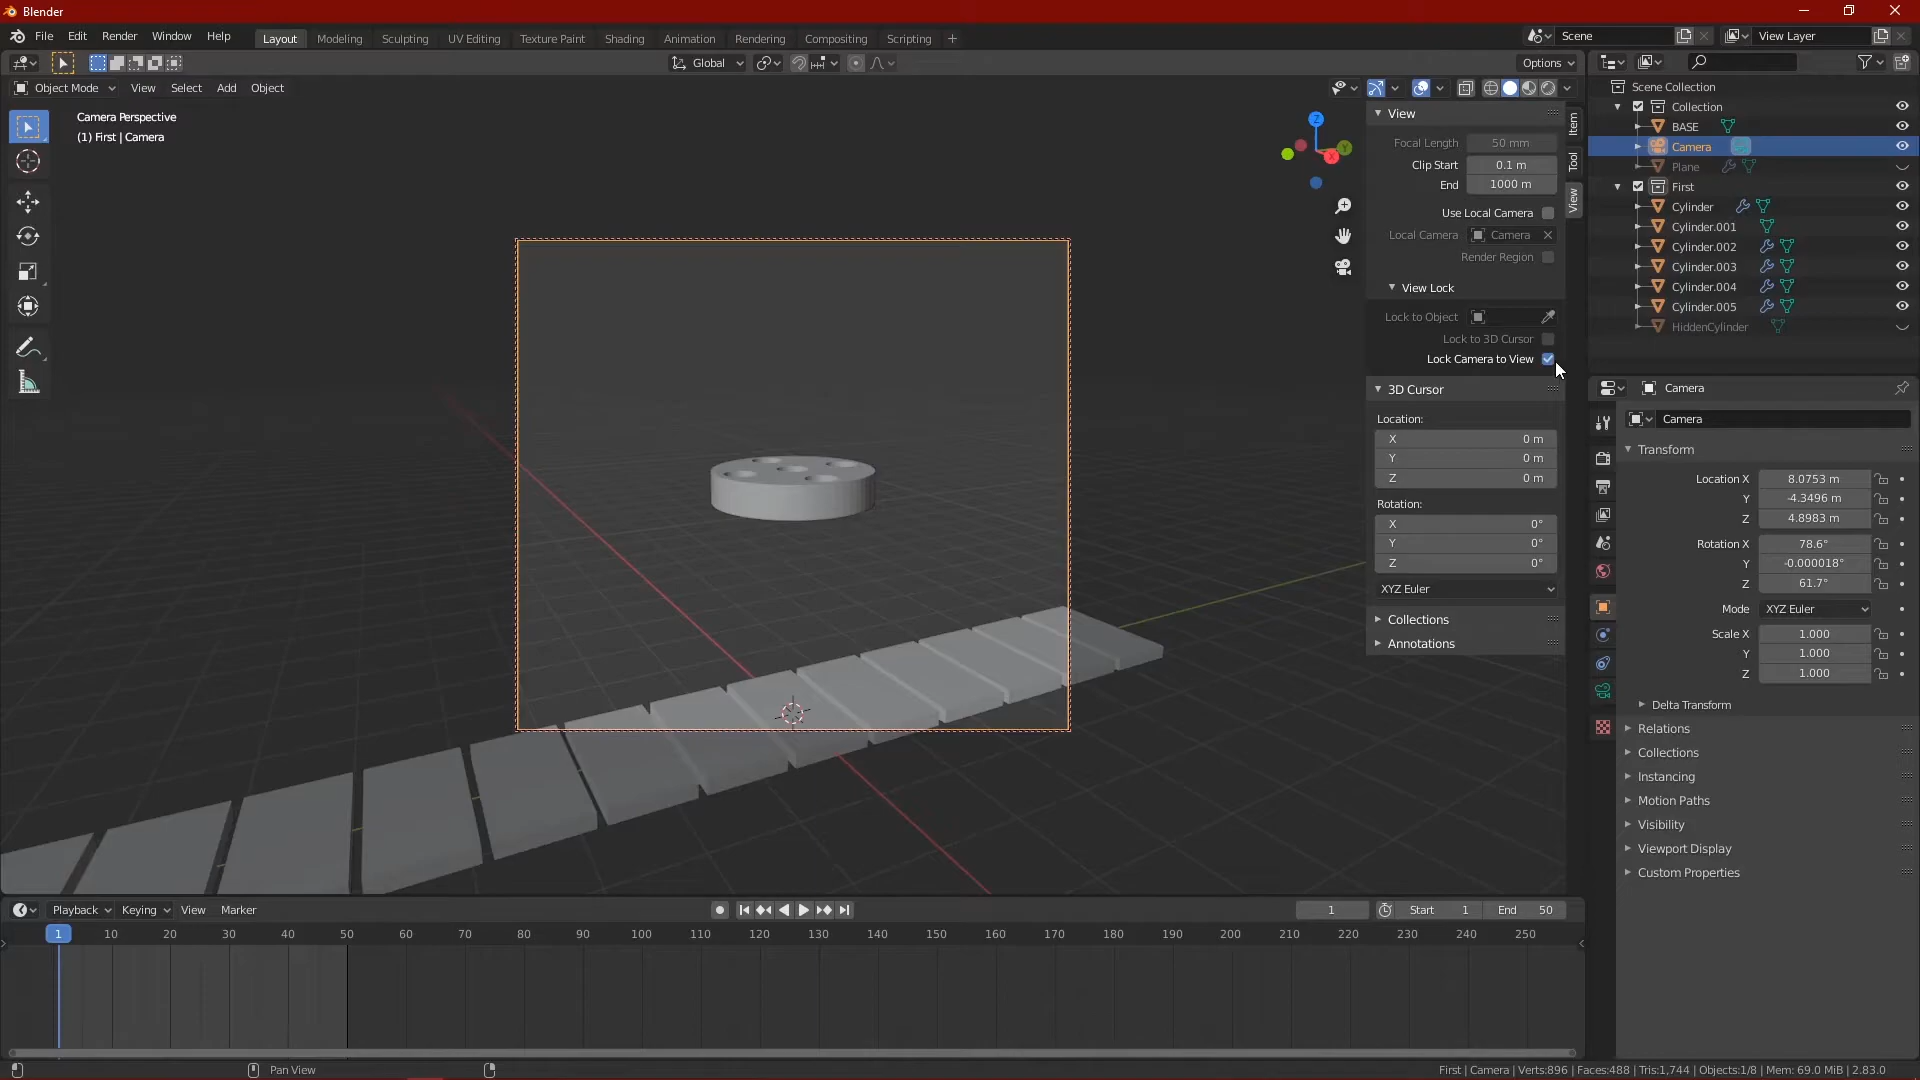 Blender
File Edit Render Window Help
Layout Modeling Sculpting UV Editing Texture Paint Shading Animation Rendering Compositing Scripting
Scene
View Layer
Global
Options
Object Mode View Select Add Object
Camera Perspective
(1) First | Camera
Z
Y
X
View
Focal Length 50 mm
Clip Start 0.1 m
End 1000 m
Use Local Camera
Local Camera Camera
Render Region
View Lock
Lock to Object
Lock to 3D Cursor
Lock Camera to View
3D Cursor
Location:
X 0 m
Y 0 m
Z 0 m
Rotation:
X 0°
Y 0°
Z 0°
XYZ Euler
Collections
Annotations
Item
Tool
View
Scene Collection
Collection
BASE
Camera
Plane
First
Cylinder
Cylinder.001
Cylinder.002
Cylinder.003
Cylinder.004
Cylinder.005
HiddenCylinder
Camera
Camera
Transform
Location X 8.0753 m
Y -4.3496 m
Z 4.8983 m
Rotation X 78.6°
Y -0.000018°
Z 61.7°
Mode XYZ Euler
Scale X 1.000
Y 1.000
Z 1.000
Delta Transform
Relations
Collections
Instancing
Motion Paths
Visibility
Viewport Display
Custom Properties
Playback Keying View Marker
1 Start 1 End 50
1 10 20 30 40 50 60 70 80 90 100 110 120 130 140 150 160 170 180 190 200 210 220 230 240 250
Pan View
First | Camera | Verts:896 | Faces:488 | Tris:1,744 | Objects:1/8 | Mem: 69.0 MiB | 2.83.0